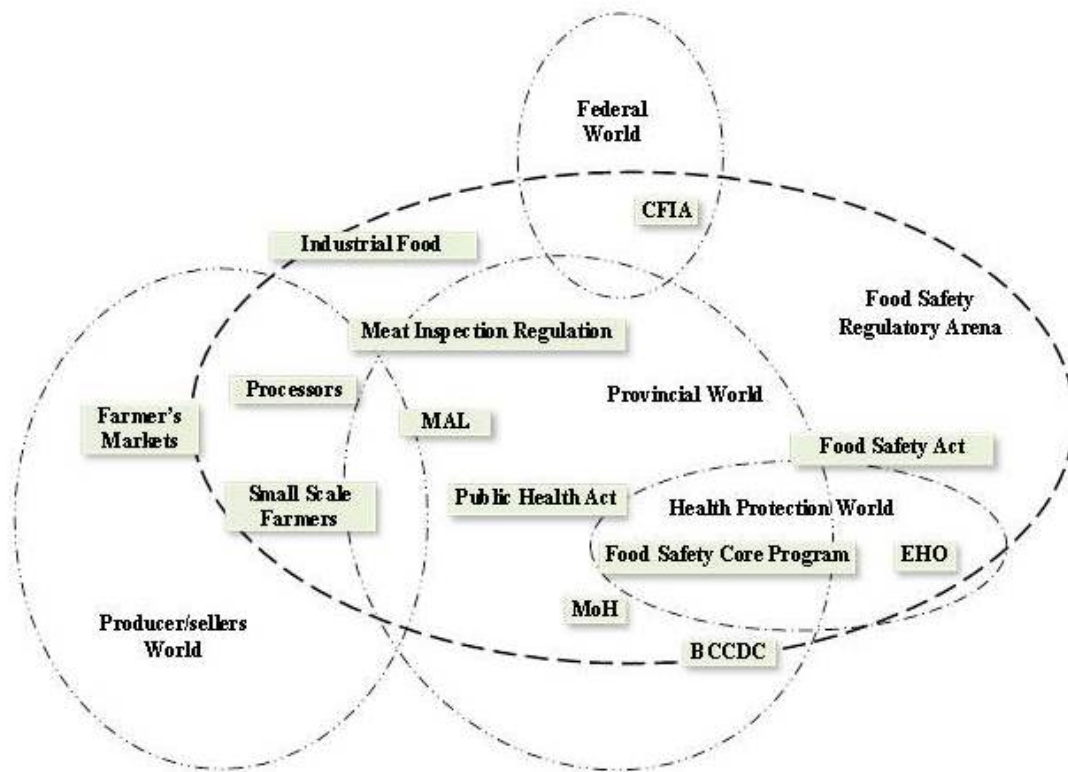 Federal
World
CFIA
Industrial Food
Food Safety
Regulatory Arena
Meat Inspection Regulation
Processors
Provincial World
Farmer's
Markets
MAL
Food Safety Act
Small Scale
Farmers
Public Health Act
Health Protection World
Food Safety Core Program
EHO
MoH
Producer/sellers
World
BCCDC